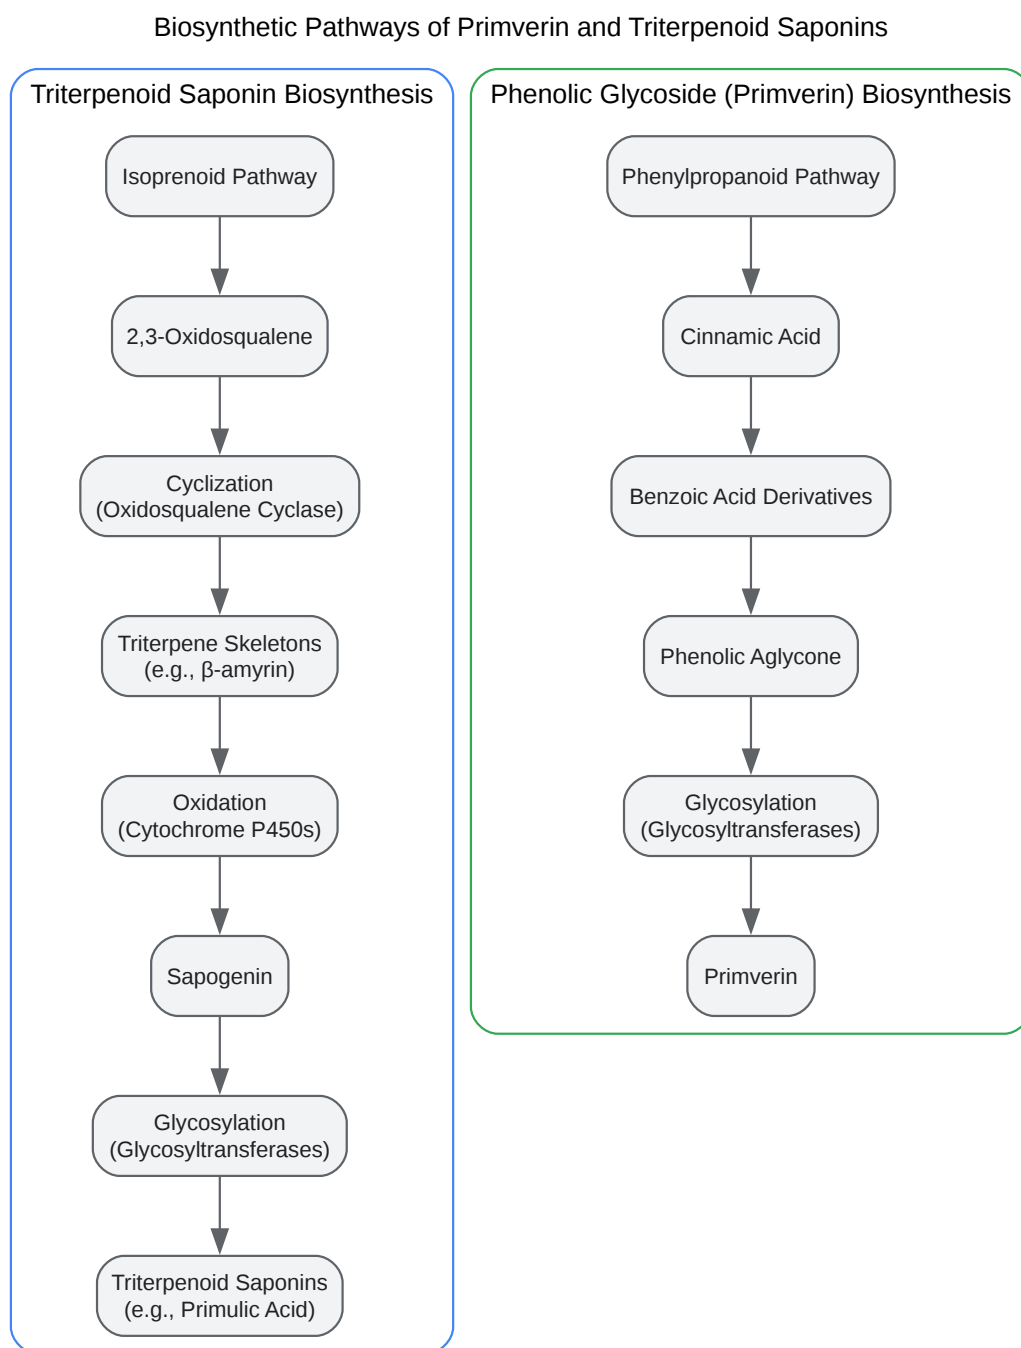 Biosynthetic Pathways of Primverin and Triterpenoid Saponins
Triterpenoid Saponin Biosynthesis
Isoprenoid Pathway
2,3-Oxidosqualene
Cyclization
(Oxidosqualene Cyclase)
Triterpene Skeletons
(e.g., β-amyrin)
Oxidation
(Cytochrome P450s)
Sapogenin
Glycosylation
(Glycosyltransferases)
Triterpenoid Saponins
(e.g., Primulic Acid)
Phenolic Glycoside (Primverin) Biosynthesis
Phenylpropanoid Pathway
Cinnamic Acid
Benzoic Acid Derivatives
Phenolic Aglycone
Glycosylation
(Glycosyltransferases)
Primverin